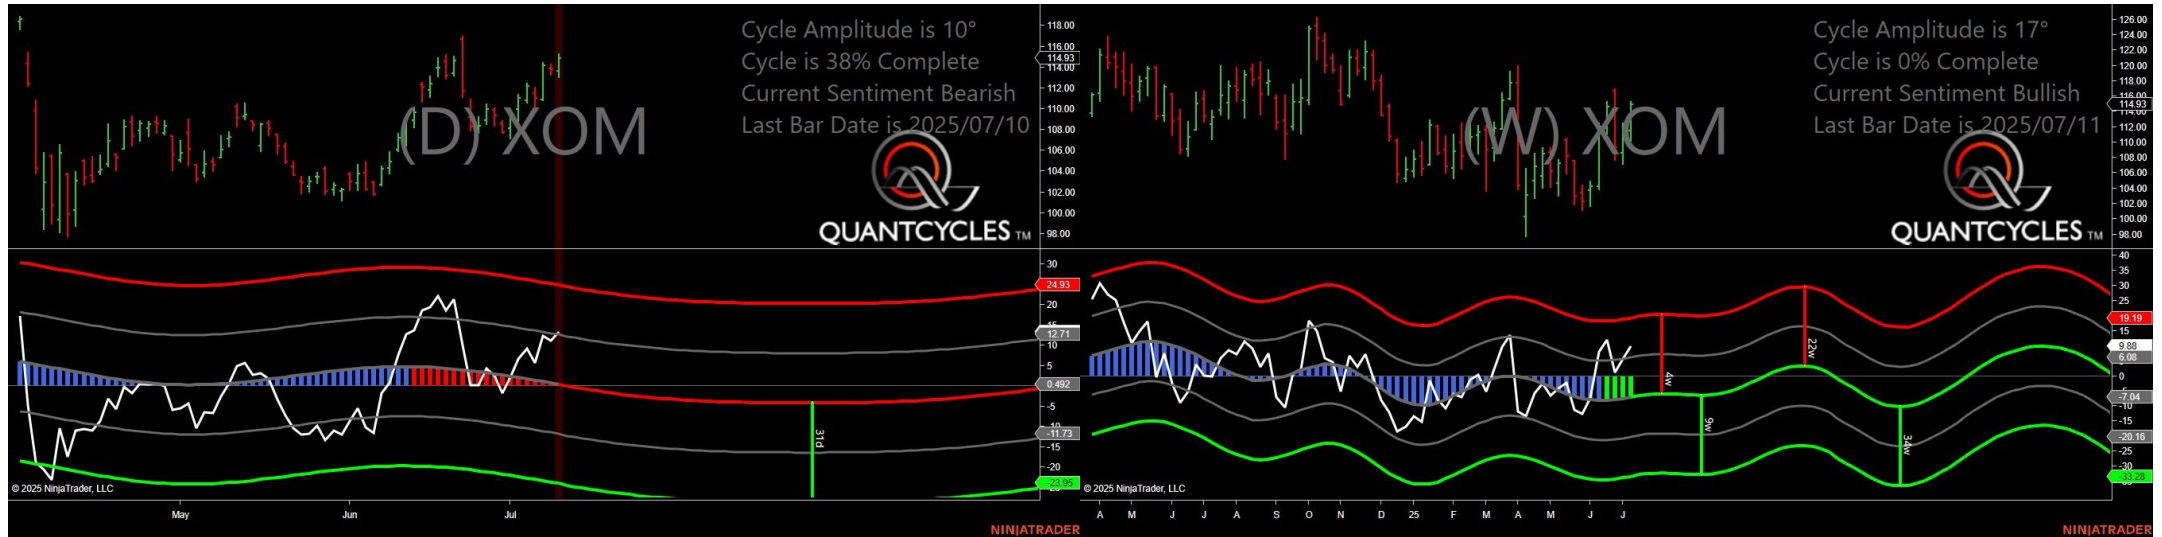 Cycle Amplitude is 10°
Cycle is 38% Complete
Current Sentiment Bearish
Last Bar Date is 2025/07/10
(D) XOM
QUANTCYCLES TM
118.00
116.00
114.93
114.00
112.00
110.00
108.00
106.00
104.00
102.00
100.00
98.00
30
24.93
20
12.71
10
5
0.492
-5
-11.73
-15
-20
-23.95
31d
© 2025 NinjaTrader, LLC
May
Jun
Jul
NINJATRADER
Cycle Amplitude is 17°
Cycle is 0% Complete
Current Sentiment Bullish
Last Bar Date is 2025/07/11
(W) XOM
QUANTCYCLES TM
126.00
124.00
122.00
120.00
118.00
116.00
114.93
112.00
110.00
108.00
106.00
104.00
102.00
100.00
98.00
40
35
30
25
19.19
15
9.88
6.08
0
-7.04
-10
-20.16
-25
-30
-33.28
4w
9w
22w
34w
© 2025 NinjaTrader, LLC
A M J J A S O N D 25 F M A M J J
NINJATRADER